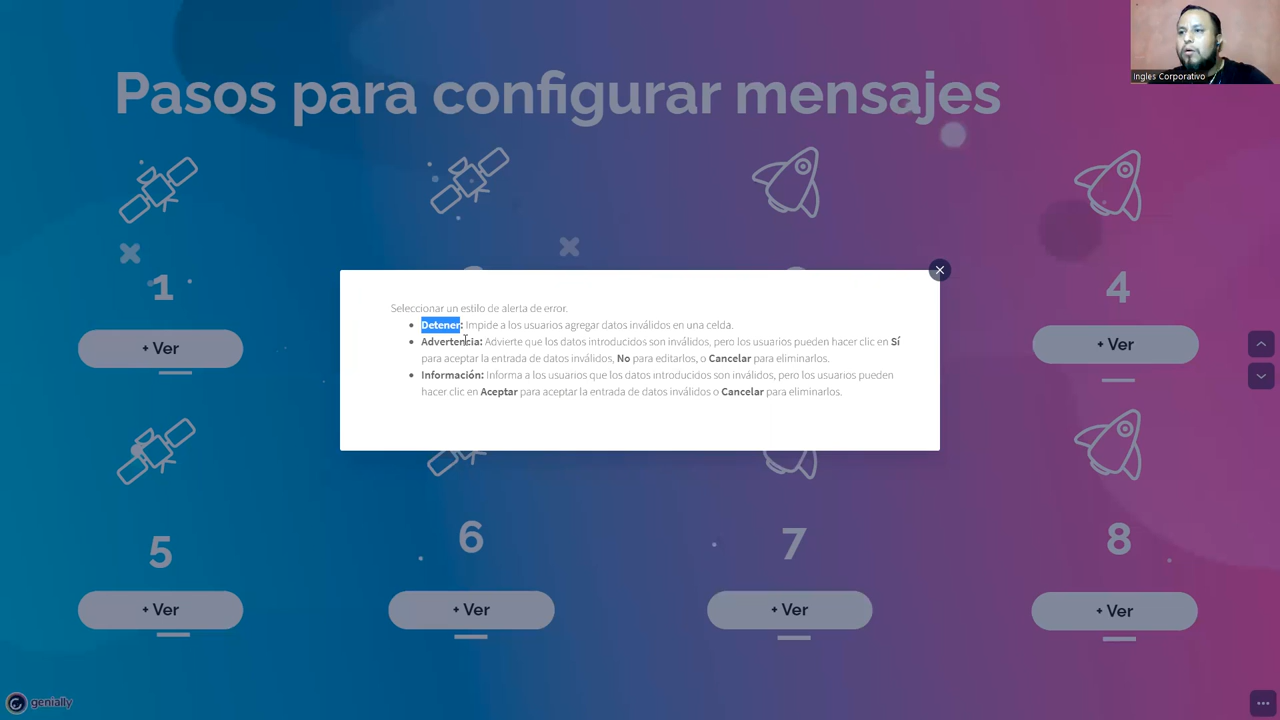 Ingles Corporativo
Pasos para configurar mensajes
1
4
+ Ver
+ Ver
Seleccionar un estilo de alerta de error.
• Detener: Impide a los usuarios agregar datos inválidos en una celda.
• Advertencia: Advierte que los datos introducidos son inválidos, pero los usuarios pueden hacer clic en Sí
para aceptar la entrada de datos inválidos, No para editarlos, o Cancelar para eliminarlos.
• Información: Informa a los usuarios que los datos introducidos son inválidos, pero los usuarios pueden
hacer clic en Aceptar para aceptar la entrada de datos inválidos o Cancelar para eliminarlos.
5
6
7
8
+ Ver
+ Ver
+ Ver
+ Ver
genially